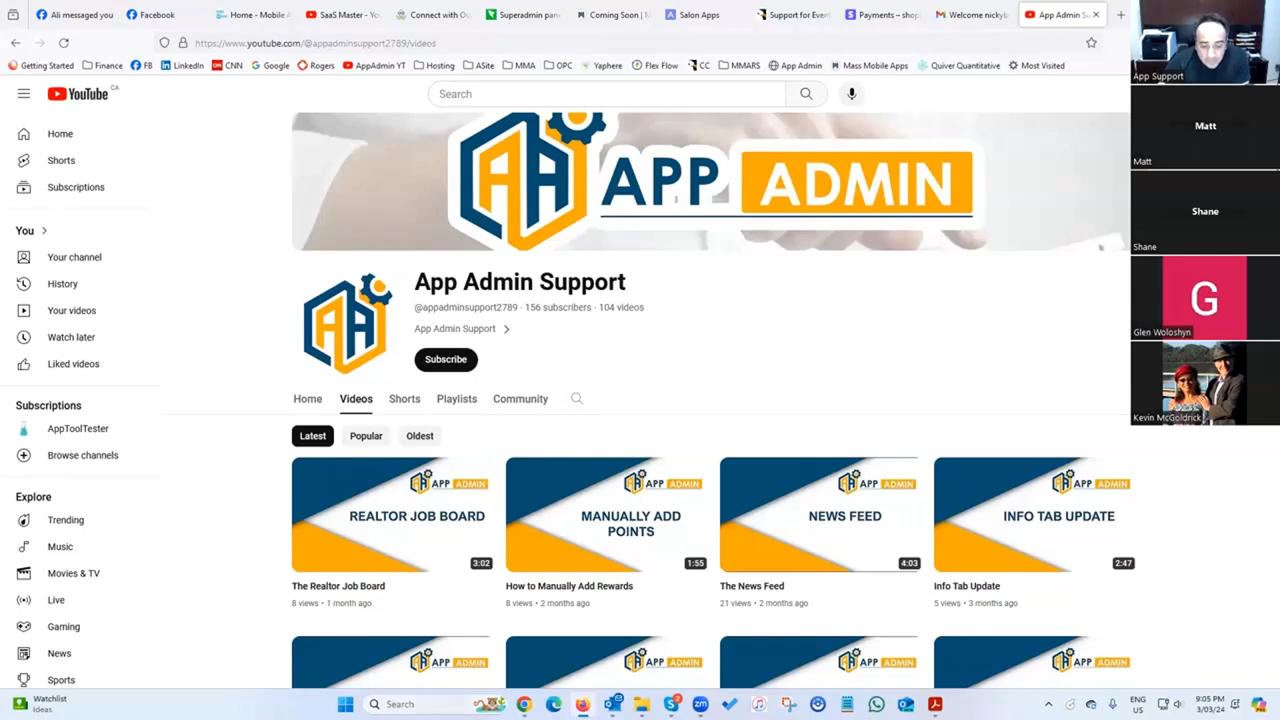 Ali messaged you
Facebook
Home - Mobile A
SaaS Master - Yo
Connect with Ou
Superadmin pan
Coming Soon | M
Salon Apps
Support for Event
Payments – shop
Welcome nickyb
App Admin Su
https://www.youtube.com/@appadminsupport2789/videos
Getting Started
Finance
FB
LinkedIn
CNN
Google
Rogers
AppAdmin YT
Hosting
ASite
MMA
OPC
Yaphere
Flex Flow
CC
MMARS
App Admin
Mass Mobile Apps
Quiver Quantitative
Most Visited
YouTube CA
Search
Home
Shorts
Subscriptions
You
Your channel
History
Your videos
Watch later
Liked videos
Subscriptions
AppToolTester
Browse channels
Explore
Trending
Music
Movies & TV
Live
Gaming
News
Sports
APP ADMIN
App Admin Support
@appadminsupport2789 · 156 subscribers · 104 videos
App Admin Support
Subscribe
Home Videos Shorts Playlists Community
Latest Popular Oldest
APP ADMIN
REALTOR JOB BOARD
3:02
The Realtor Job Board
8 views • 1 month ago
APP ADMIN
MANUALLY ADD
POINTS
1:55
How to Manually Add Rewards
8 views • 2 months ago
APP ADMIN
NEWS FEED
4:03
The News Feed
21 views • 2 months ago
APP ADMIN
INFO TAB UPDATE
2:47
Info Tab Update
5 views • 3 months ago
APP ADMIN
APP ADMIN
APP ADMIN
APP ADMIN
App Support
Matt
Matt
Shane
Shane
G
Glen Woloshyn
Kevin McGoldrick
Watchlist
Ideas
Search
ENG
US
9:05 PM
3/03/24